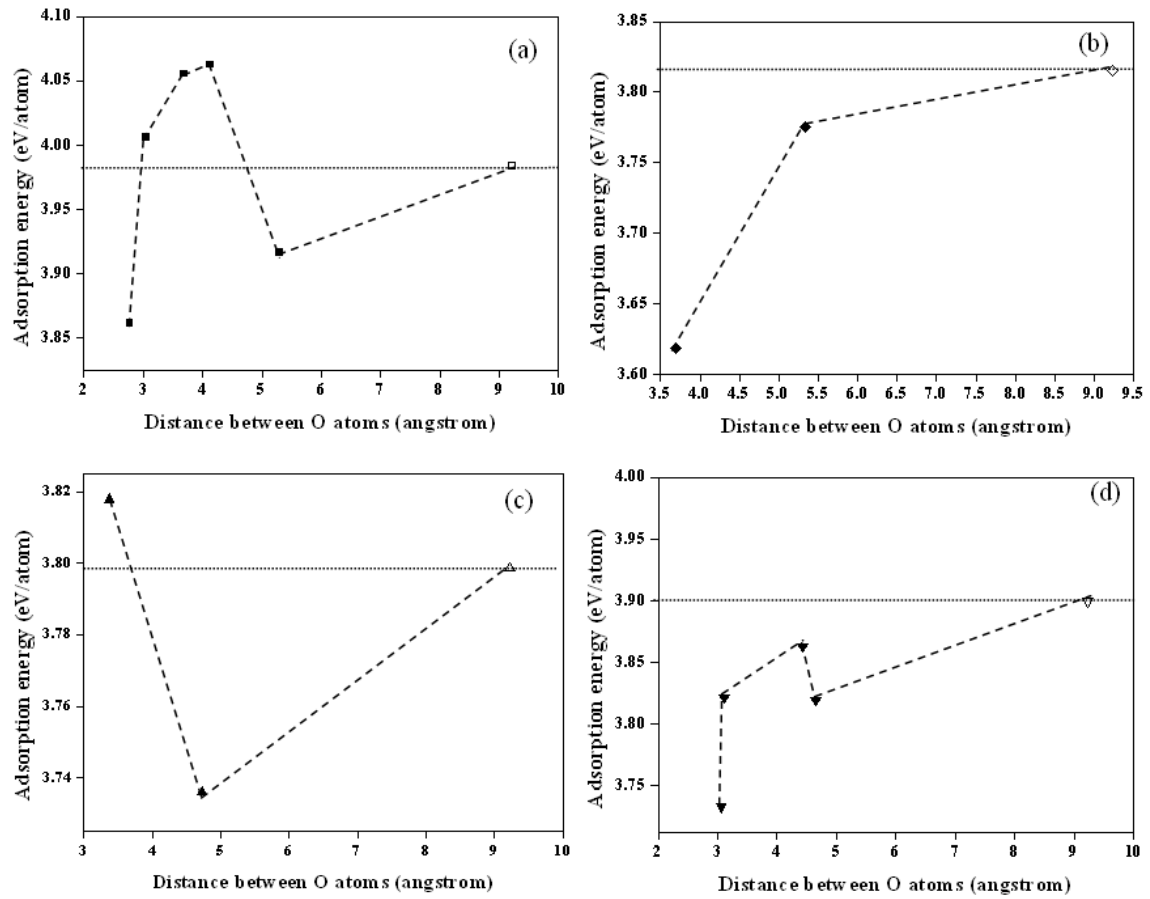 (a)
4.10
4.05
4.00
3.95
3.90
3.85
Adsorption energy (eV/atom)
2 3 4 5 6 7 8 9 10
Distance between O atoms (angstrom)
(b)
3.85
3.80
3.75
3.70
3.65
3.60
Adsorption energy (eV/atom)
3.5 4.0 4.5 5.0 5.5 6.0 6.5 7.0 7.5 8.0 8.5 9.0 9.5
Distance between O atoms (angstrom)
(c)
3.82
3.80
3.78
3.76
3.74
Adsorption energy (eV/atom)
3 4 5 6 7 8 9 10
Distance between O atoms (angstrom)
(d)
4.00
3.95
3.90
3.85
3.80
3.75
Adsorption energy (eV/atom)
2 3 4 5 6 7 8 9 10
Distance between O atoms (angstrom)